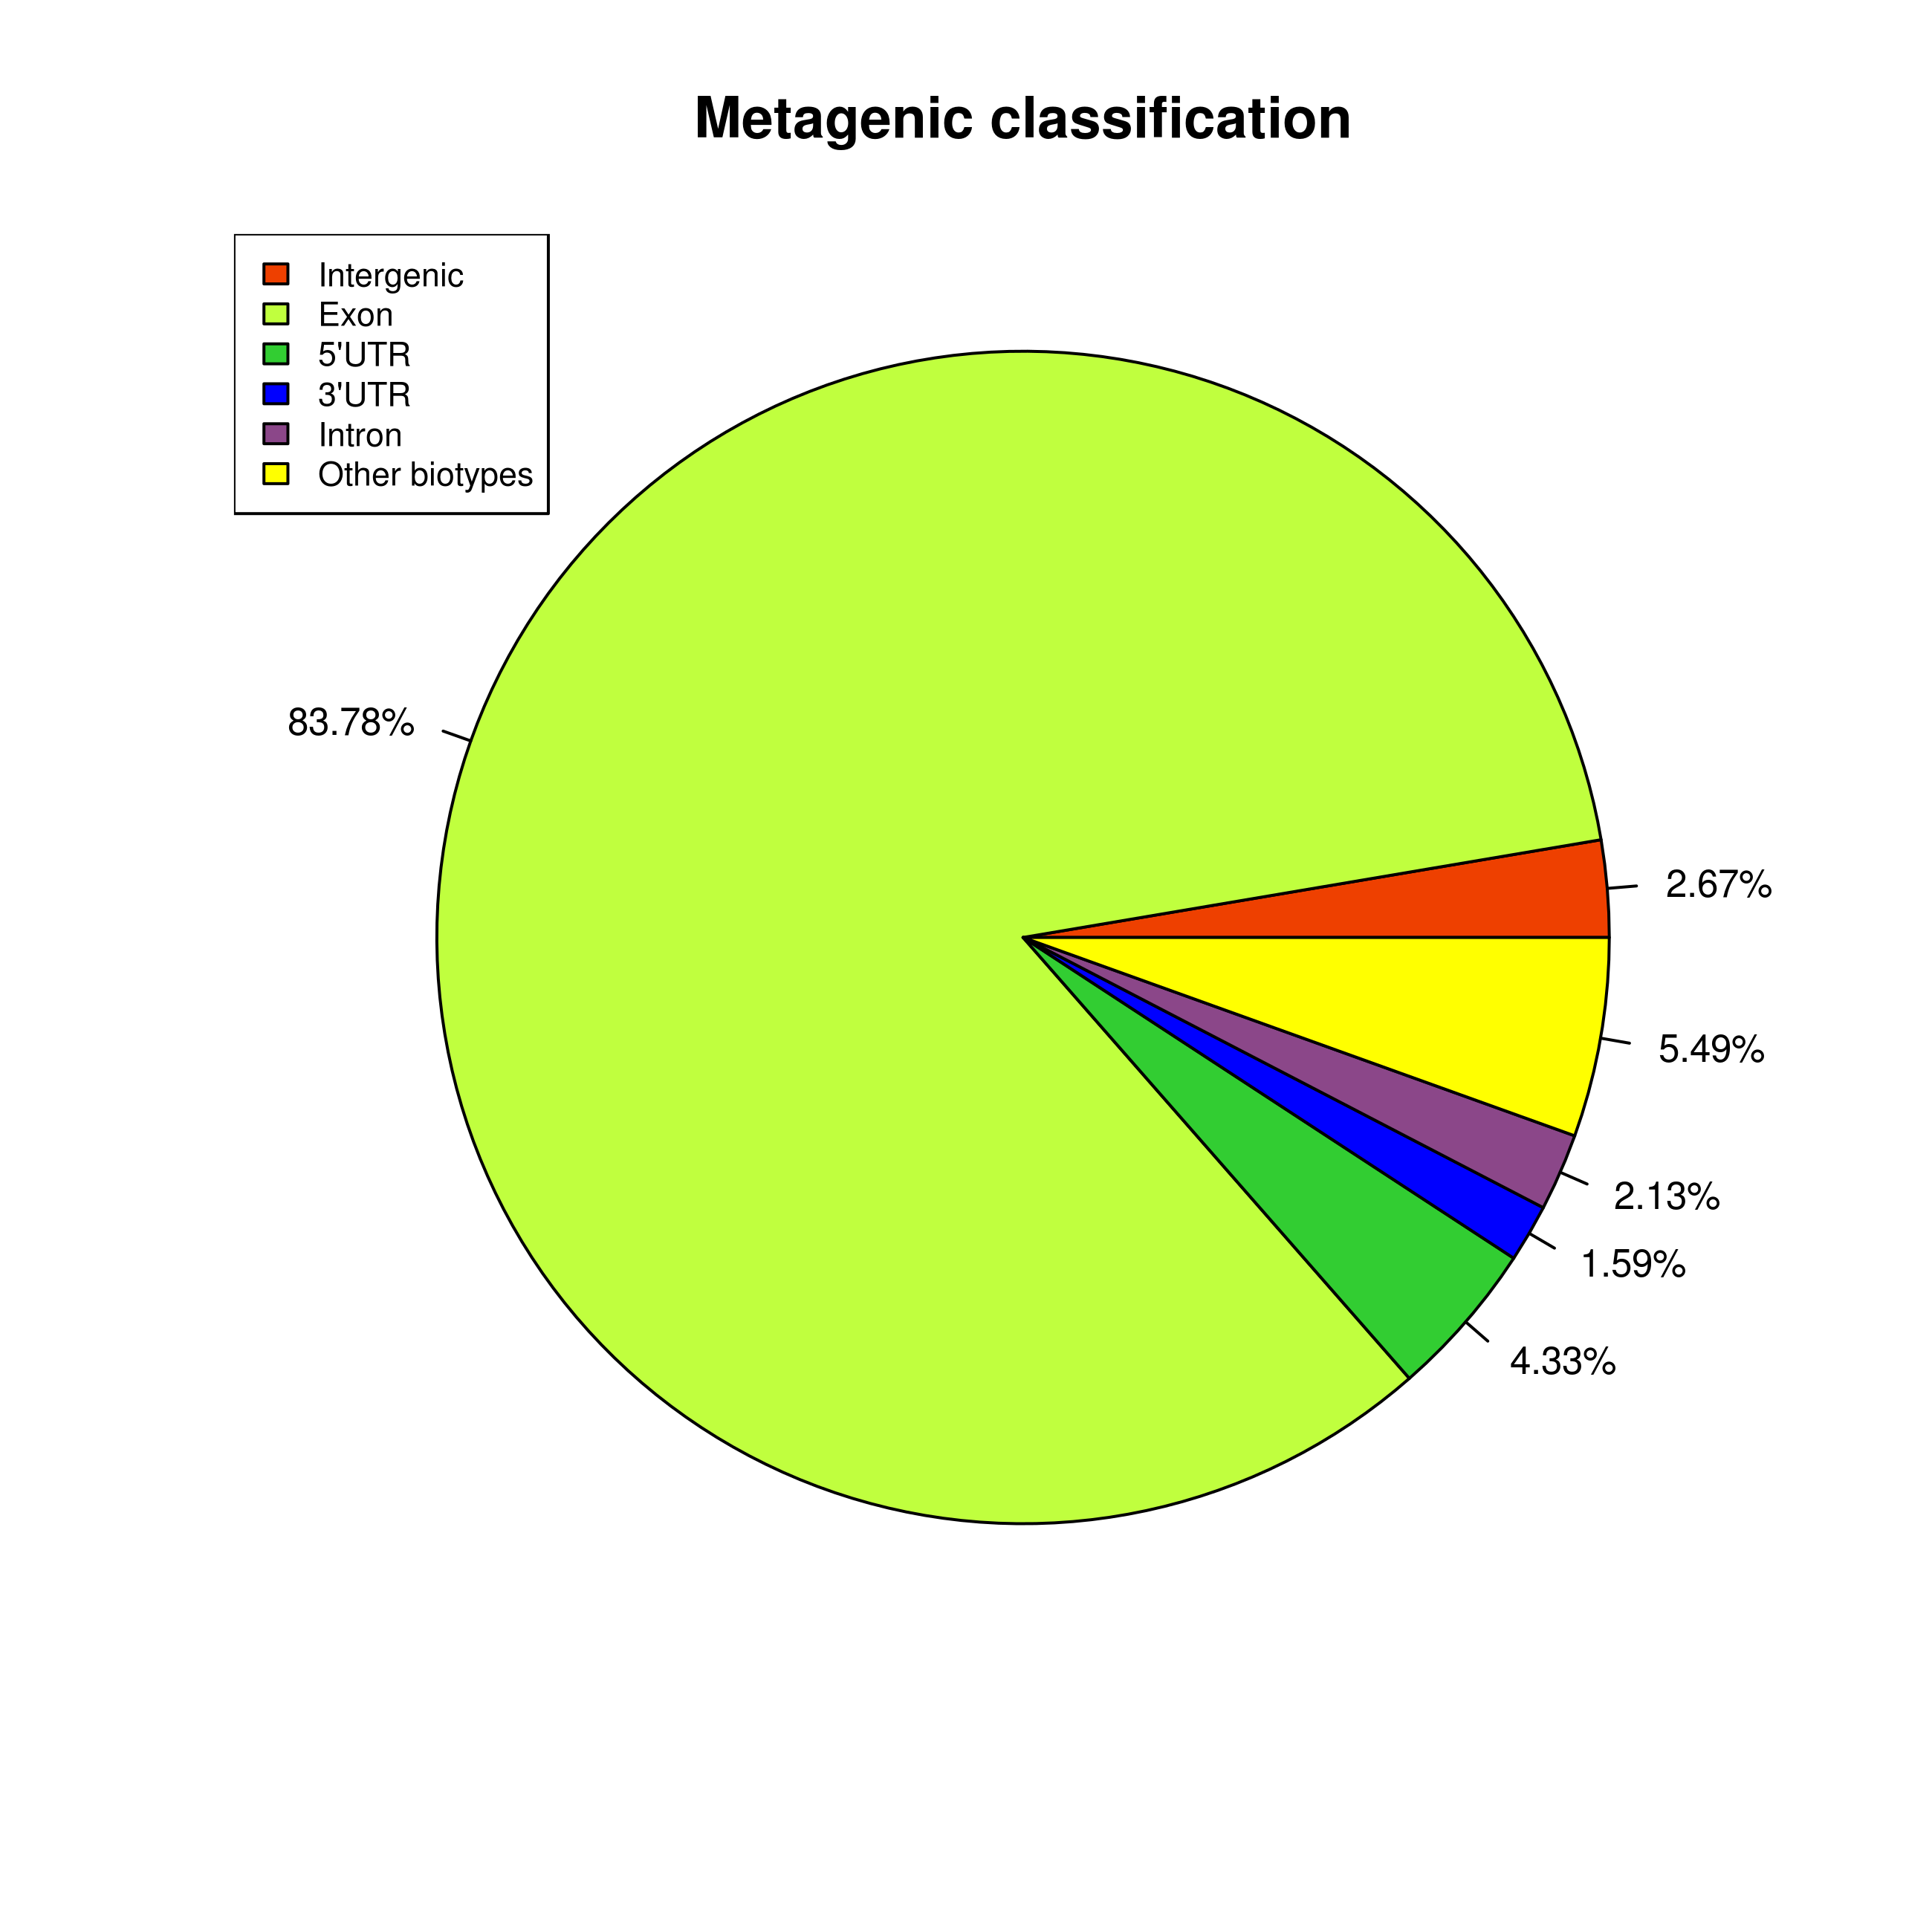 Metagenic classification
Intergenic
Exon
5'UTR
3'UTR
Intron
Other biotypes
83.78%
2.67%
5.49%
2.13%
1.59%
4.33%